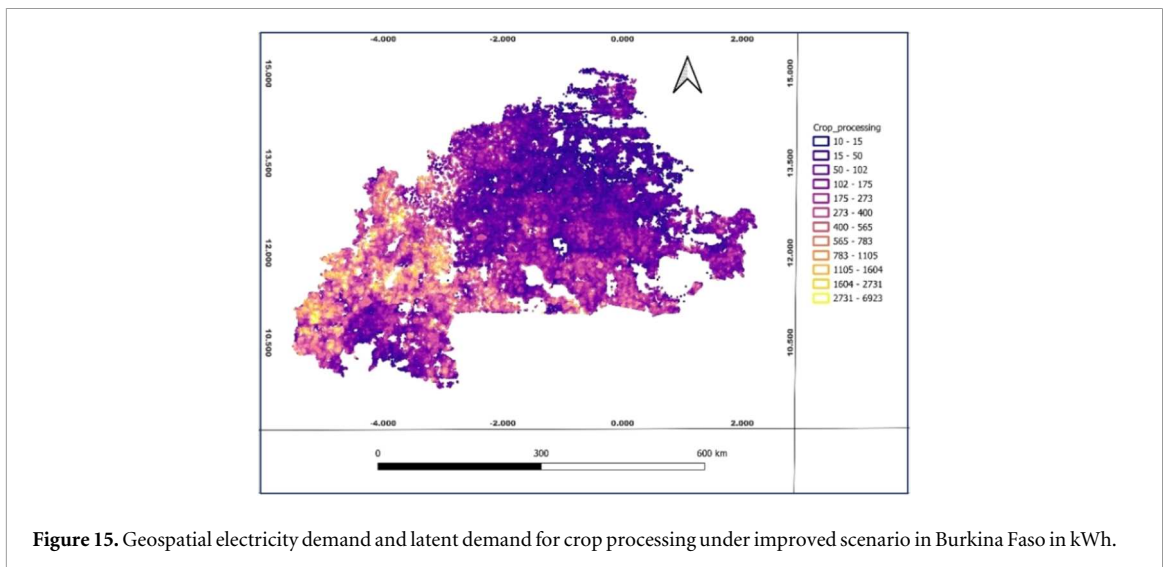 -4.000 -2.000 0.000 2.000
15.000 15.000
Crop_processing
10 - 15
15 - 50
50 - 102
102 - 175
175 - 273
273 - 400
400 - 565
565 - 783
783 - 1105
1105 - 1604
1604 - 2731
2731 - 6923
13.500 13.500
12.000 12.000
10.500 10.500
-4.000 -2.000 0.000 2.000
0 300 600 km
Figure 15. Geospatial electricity demand and latent demand for crop processing under improved scenario in Burkina Faso in kWh.